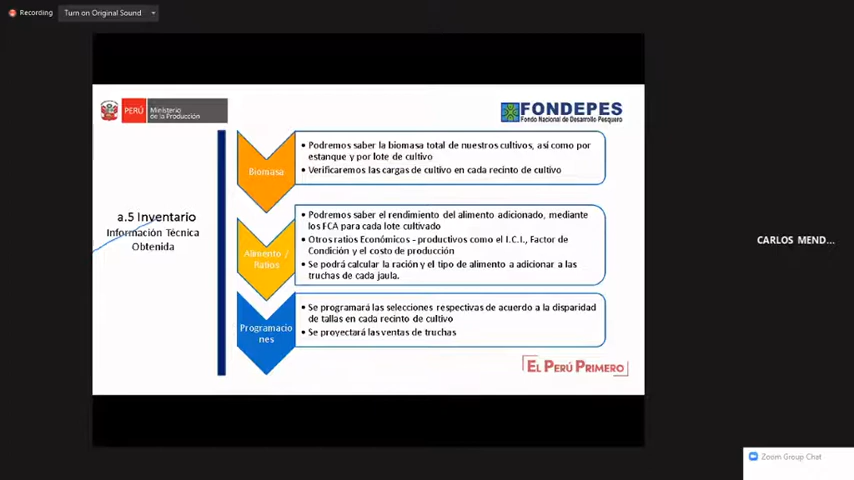 Recording
Turn on Original Sound
PERÚ
Ministerio
de la Producción
FONDEPES
Fondo Nacional de Desarrollo Pesquero
a.5 Inventario
Información Técnica
Obtenida
Biomasa
• Podremos saber la biomasa total de nuestros cultivos, así como por
estanque y por lote de cultivo
• Verificaremos las cargas de cultivo en cada recinto de cultivo
Alimento /
Ratios
• Podremos saber el rendimiento del alimento adicionado, mediante
los FCA para cada lote cultivado
• Otros ratios Económicos - productivos como el I.C.I., Factor de
Condición y el costo de producción
• Se podrá calcular la ración y el tipo de alimento a adicionar a las
truchas de cada jaula.
Programacio
nes
• Se programará las selecciones respectivas de acuerdo a la disparidad
de tallas en cada recinto de cultivo
• Se proyectará las ventas de truchas
EL PERÚ PRIMERO
CARLOS MEND...
Zoom Group Chat